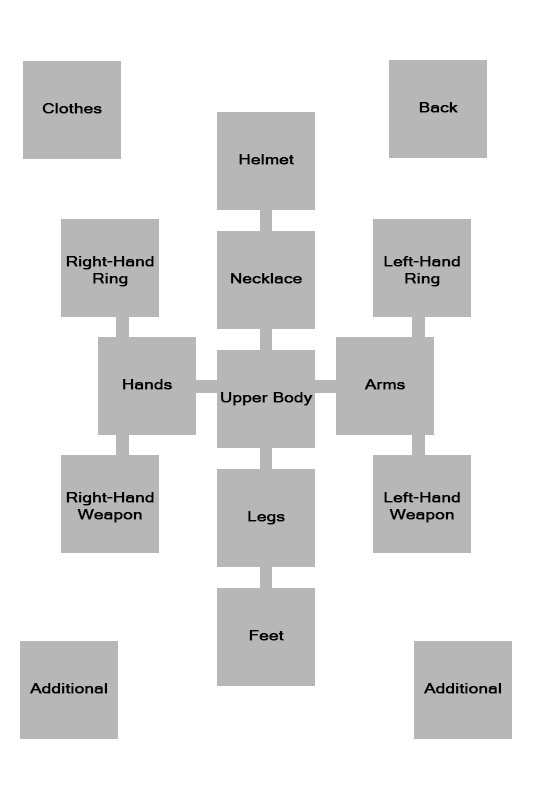 Clothes
Back
Helmet
Right-Hand
Ring
Necklace
Left-Hand
Ring
Hands
Upper Body
Arms
Right-Hand
Weapon
Legs
Left-Hand
Weapon
Feet
Additional
Additional